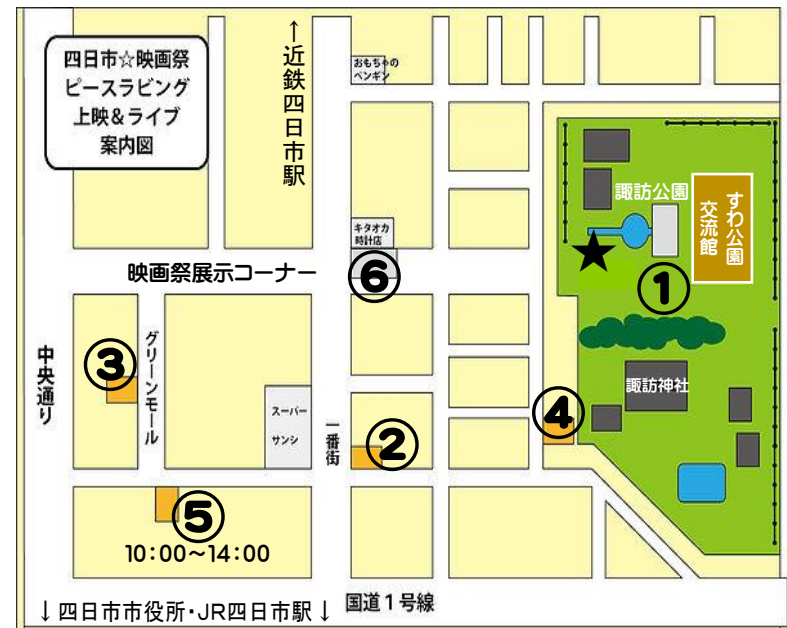 四日市☆映画祭
ピースラビング
上映＆ライブ
案内図
↑近鉄四日市駅
おもちゃの
ペンギン
諏訪公園
すわ公園
交流館
★
①
キタオカ
時計店
⑥
映画祭展示コーナー
中央通り
③
グリーンモール
スーパー
サンシ
一番街
②
④
諏訪神社
⑤
10：00～14：00
↓四日市市役所・JR四日市駅↓
国道１号線